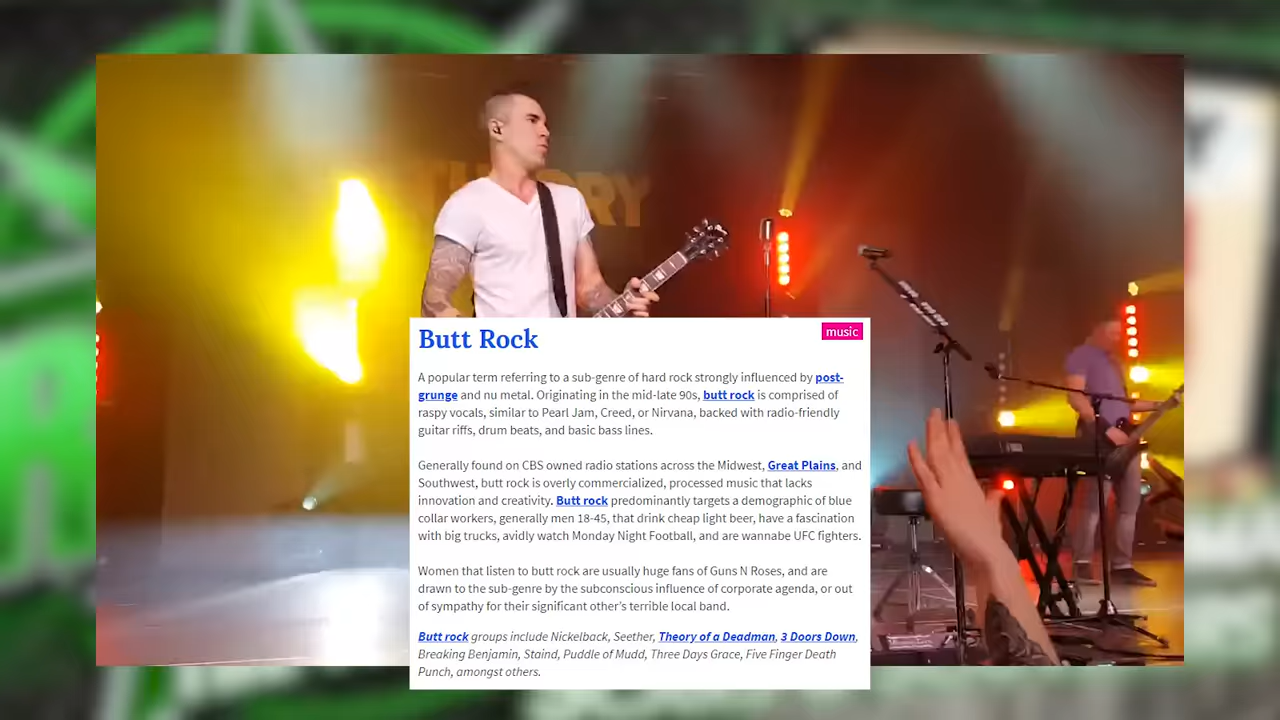 THEORY
Butt Rock
music
A popular term referring to a sub-genre of hard rock strongly influenced by post-
grunge and nu metal. Originating in the mid-late 90s, butt rock is comprised of
raspy vocals, similar to Pearl Jam, Creed, or Nirvana, backed with radio-friendly
guitar riffs, drum beats, and basic bass lines.
Generally found on CBS owned radio stations across the Midwest, Great Plains, and
Southwest, butt rock is overly commercialized, processed music that lacks
innovation and creativity. Butt rock predominantly targets a demographic of blue
collar workers, generally men 18-45, that drink cheap light beer, have a fascination
with big trucks, avidly watch Monday Night Football, and are wannabe UFC fighters.
Women that listen to butt rock are usually huge fans of Guns N Roses, and are
drawn to the sub-genre by the subconscious influence of corporate agenda, or out
of sympathy for their significant other’s terrible local band.
Butt rock groups include Nickelback, Seether, Theory of a Deadman, 3 Doors Down,
Breaking Benjamin, Staind, Puddle of Mudd, Three Days Grace, Five Finger Death
Punch, amongst others.